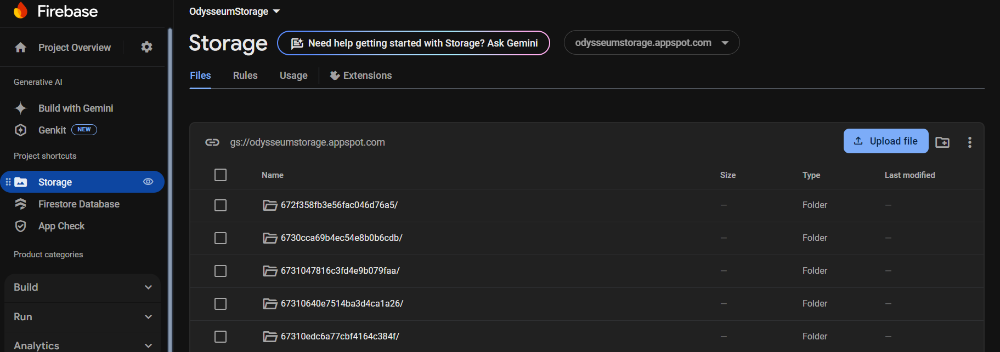 Firebase
Project Overview
Generative AI
Build with Gemini
Genkit NEW
Project shortcuts
Storage
Firestore Database
App Check
Product categories
Build
Run
Analytics
OdysseumStorage
Storage
Need help getting started with Storage? Ask Gemini
odysseumstorage.appspot.com
Files Rules Usage Extensions
gs://odysseumstorage.appspot.com
Upload file
Name Size Type Last modified
672f358fb3e56fac046d76a5/ — Folder —
6730cca69b4ec54e8b0b6cdb/ — Folder —
6731047816c3fd4e9b079faa/ — Folder —
67310640e7514ba3d4ca1a26/ — Folder —
67310edc6a77cbf4164c384f/ — Folder —